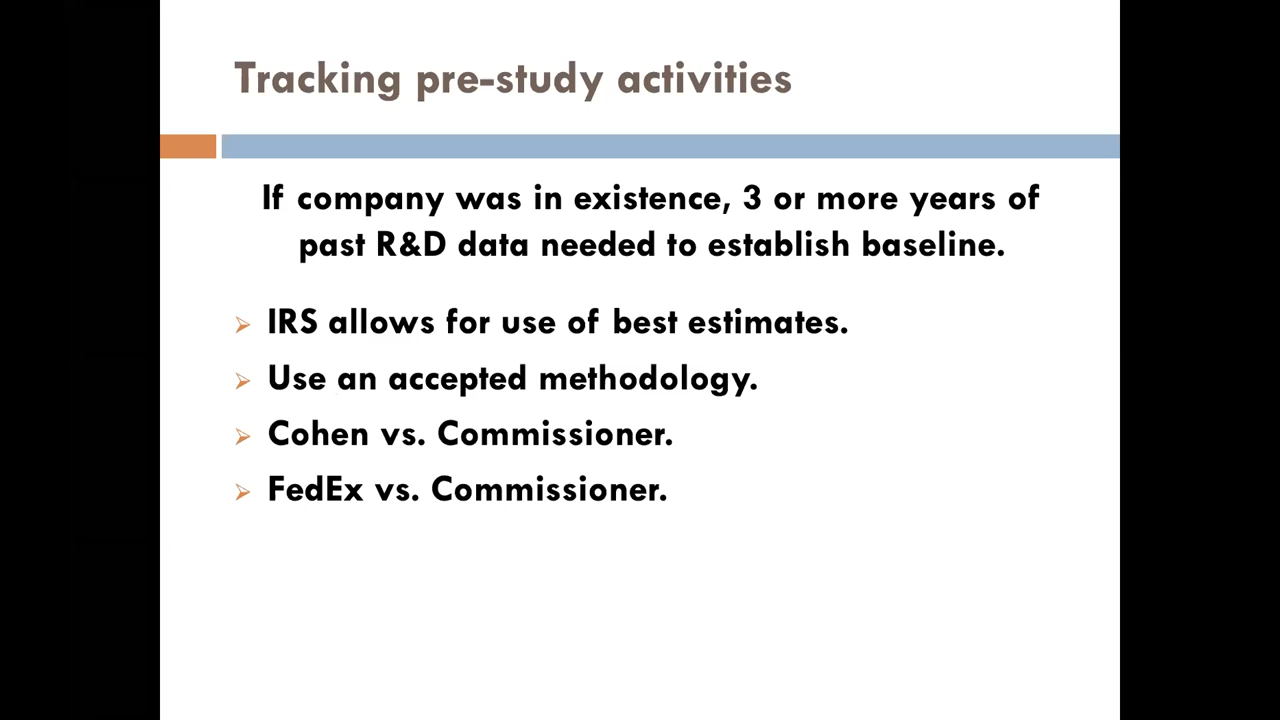 Tracking pre-study activities
If company was in existence, 3 or more years of
past R&D data needed to establish baseline.
IRS allows for use of best estimates.
Use an accepted methodology.
Cohen vs. Commissioner.
FedEx vs. Commissioner.